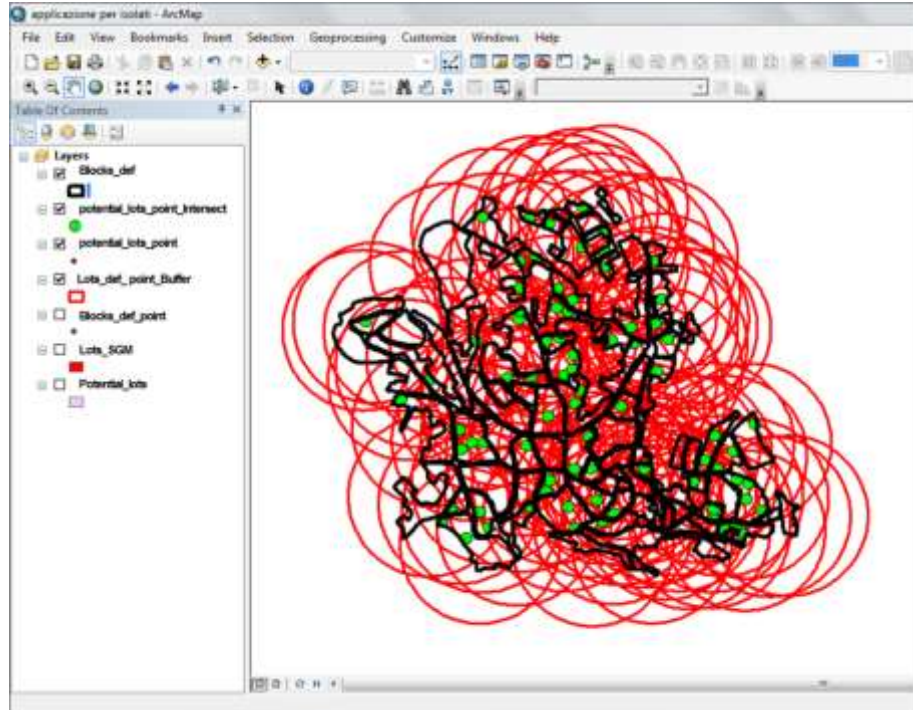 applicazione per isolati - ArcMap
File Edit View Bookmarks Insert Selection Geoprocessing Customize Windows Help
Table Of Contents
Layers
Blocks_def
potential_lots_point_Intersect
potential_lots_point
Lots_def_point_Buffer
Blocks_def_point
Lots_SGM
Potential_lots